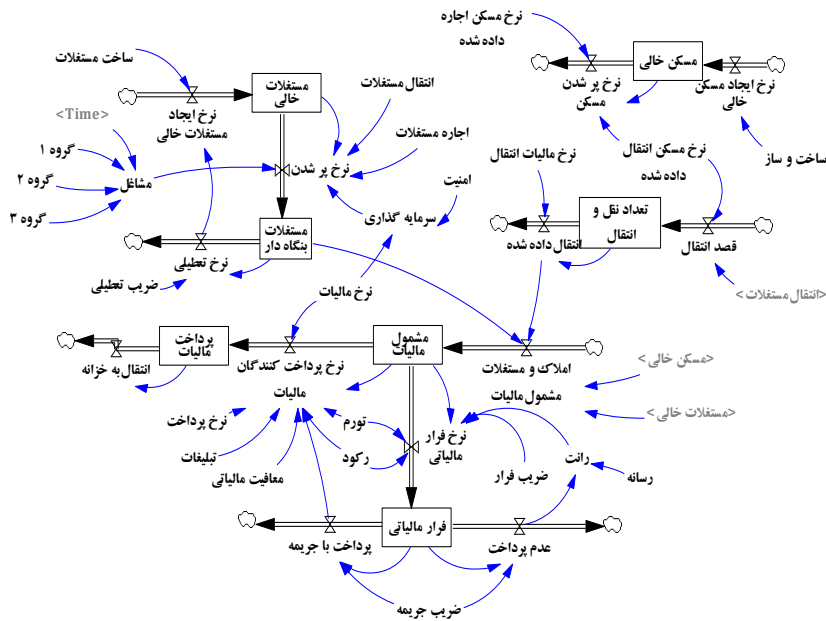 نرخ مسکن اجاره
داده شده
مسکن خالی
نرخ پر شدن
مسکن
نرخ ایجاد مسکن
خالی
ساخت و ساز
نرخ مسکن انتقال
داده شده
ساخت مستغلات
مستغلات
خالی
انتقال مستغلات
نرخ ایجاد
مستغلات خالی
<Time>
اجاره مستغلات
گروه ۱
گروه ۲
گروه ۳
مشاغل
نرخ پر شدن
امنیت
سرمایه گذاری
نرخ مالیات انتقال
تعداد نقل و
انتقال
انتقال داده شده
قصد انتقال
<انتقال مستغلات>
مستغلات
بنگاه دار
نرخ تعطیلی
ضریب تعطیلی
نرخ مالیات
پرداخت
مالیات
مشمول
مالیات
انتقال به خزانه
نرخ پرداخت کنندگان
املاک و مستغلات
مشمول مالیات
<مسکن خالی>
<مستغلات خالی>
مالیات
نرخ پرداخت
تبلیغات
معافیت مالیاتی
تورم
رکود
نرخ فرار
مالیاتی
ضریب فرار
رانت
رسانه
فرار مالیاتی
پرداخت با جریمه
عدم پرداخت
ضریب جریمه